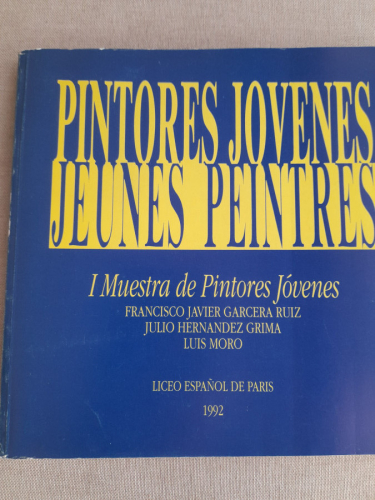 PINTORES JOVENES
JEUNES PEINTRES
I Muestra de Pintores Jóvenes
FRANCISCO JAVIER GARCERA RUIZ
JULIO HERNANDEZ GRIMA
LUIS MORO
LICEO ESPAÑOL DE PARIS
1992